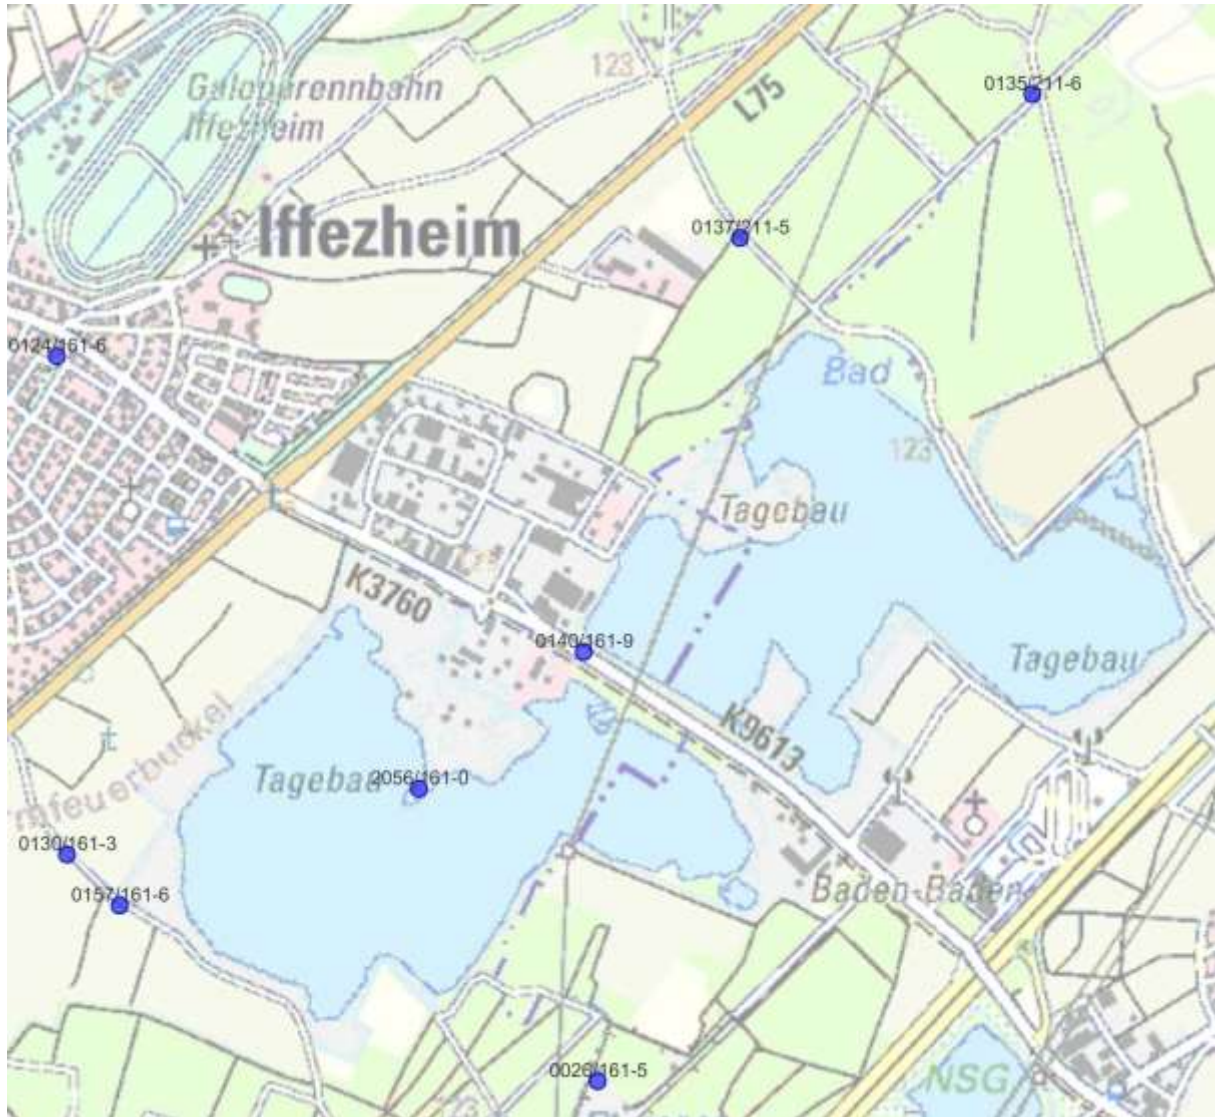 123
0135/211-6
Galopprennbahn
Iffezheim
L75
Iffezheim
0137/211-5
0124/161-6
Bad
123
Tagebau
K3760
0140/161-9
Tagebau
K9613
Tagebau
2056/161-0
0130/161-3
0157/161-6
Baden-Baden
0026/161-5
NSG
123